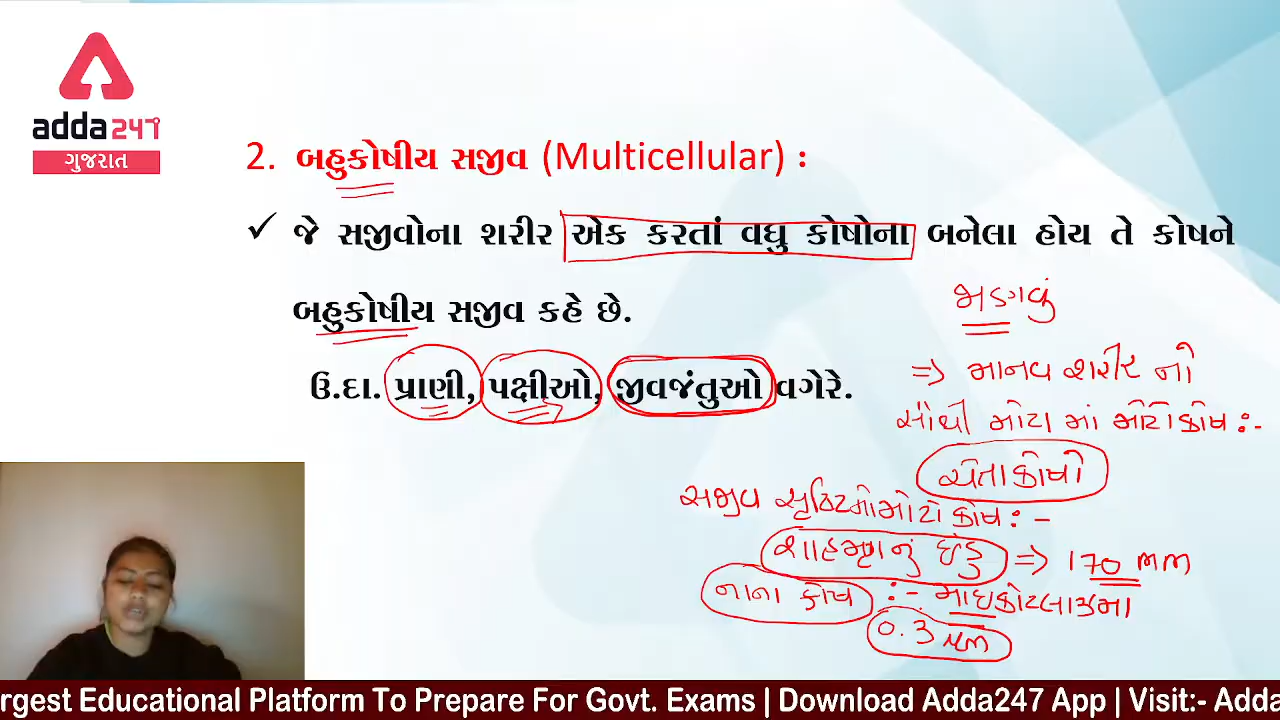 adda247
ગુજરાત
2. બહુકોષીય સજીવ (Multicellular) :
✓ જે સજીવોના શરીર એક કરતાં વધુ કોષોના બનેલા હોય તે કોષને
બહુકોષીય સજીવ કહે છે.
ઉ.દા. પ્રાણી, પક્ષીઓ, જીવજંતુઓ વગેરે.
=> માનવ શરીર નો
સૌથી મોટા માં મોટો કોષ :-
ચેતાકોષો
સજીવ સૃષ્ટિનો મોટો કોષ :-
શાહમૃગનું ઈંડુ => 170 mm
નાના કોષ :- માઇકોપ્લાઝમા
0.3 μm
argest Educational Platform To Prepare For Govt. Exams | Download Adda247 App | Visit:- Adda